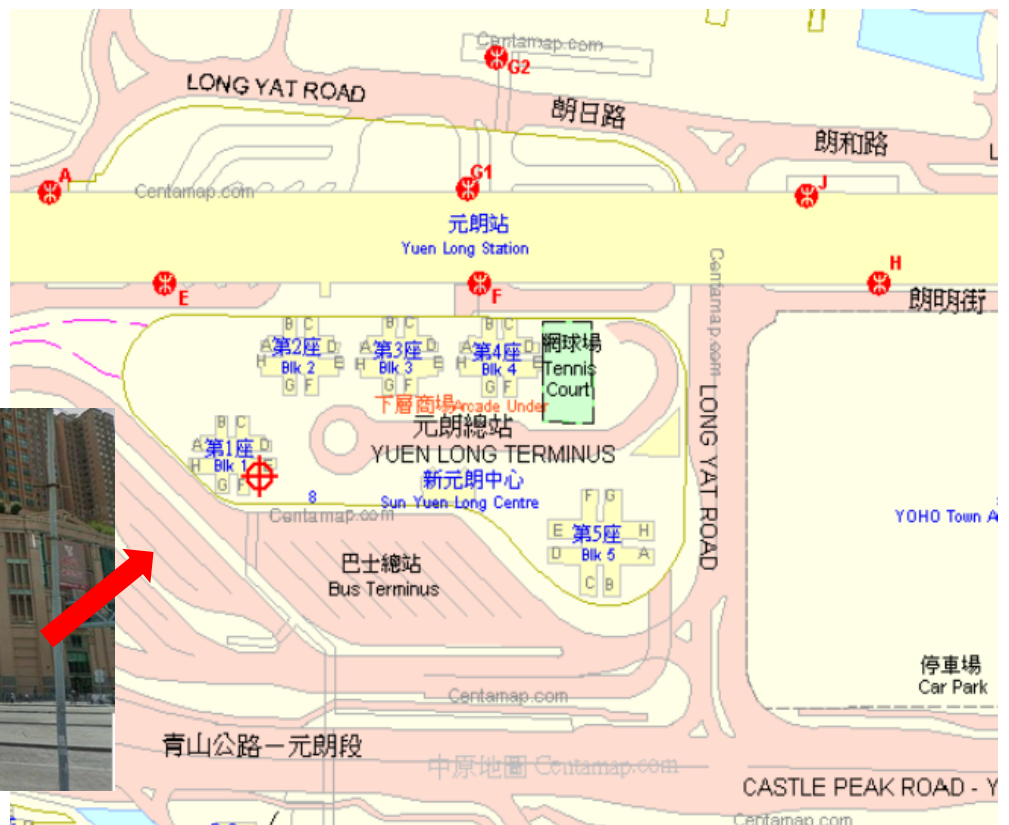 Centamap.com
G2
LONG YAT ROAD
朗日路
朗和路
L
A
Centamap.com
G1
J
元朗站
Yuen Long Station
Centamap.com
H
E
F
朗明街
B C
A 第2座 D
H Blk 2 E
G F
B C
A 第3座 D
H Blk 3 E
G F
B C
A 第4座 D
H Blk 4 E
G F
網球場
Tennis
Court
下層商場 Arcade Under
元朗總站
YUEN LONG TERMINUS
LONG YAT ROAD
B C
A 第1座 D
H Blk 1 E
G F
新元朗中心
Sun Yuen Long Centre
8
Centamap.com
F G
E 第5座 H
D Blk 5 A
C B
YOHO Town A
巴士總站
Bus Terminus
停車場
Car Park
Centamap.com
青山公路－元朗段
中原地圖 Centamap.com
CASTLE PEAK ROAD - Y
Centamap.com